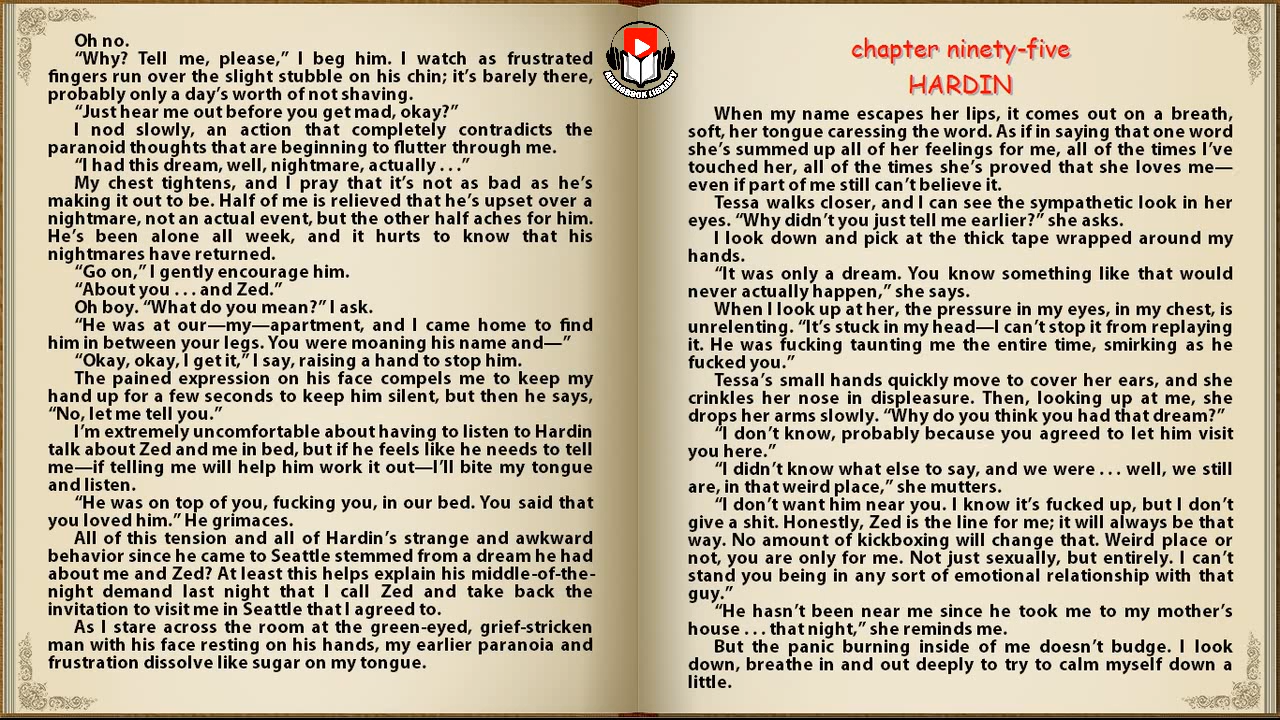 Oh no.
“Why? Tell me, please,” I beg him. I watch as frustrated
fingers run over the slight stubble on his chin; it’s barely there,
probably only a day’s worth of not shaving.
“Just hear me out before you get mad, okay?”
I nod slowly, an action that completely contradicts the
paranoid thoughts that are beginning to flutter through me.
“I had this dream, well, nightmare, actually . . .”
My chest tightens, and I pray that it’s not as bad as he’s
making it out to be. Half of me is relieved that he’s upset over a
nightmare, not an actual event, but the other half aches for him.
He’s been alone all week, and it hurts to know that his
nightmares have returned.
“Go on,” I gently encourage him.
“About you . . . and Zed.”
Oh boy. “What do you mean?” I ask.
“He was at our—my—apartment, and I came home to find
him in between your legs. You were moaning his name and—”
“Okay, okay, I get it,” I say, raising a hand to stop him.
The pained expression on his face compels me to keep my
hand up for a few seconds to keep him silent, but then he says,
“No, let me tell you.”
I’m extremely uncomfortable about having to listen to Hardin
talk about Zed and me in bed, but if he feels like he needs to tell
me—if telling me will help him work it out—I’ll bite my tongue
and listen.
“He was on top of you, fucking you, in our bed. You said that
you loved him.” He grimaces.
All of this tension and all of Hardin’s strange and awkward
behavior since he came to Seattle stemmed from a dream he had
about me and Zed? At least this helps explain his middle-of-the-
night demand last night that I call Zed and take back the
invitation to visit me in Seattle that I agreed to.
As I stare across the room at the green-eyed, grief-stricken
man with his face resting on his hands, my earlier paranoia and
frustration dissolve like sugar on my tongue.
AUDIOBOOK LIBRARY
chapter ninety-five
HARDIN
When my name escapes her lips, it comes out on a breath,
soft, her tongue caressing the word. As if in saying that one word
she’s summed up all of her feelings for me, all of the times I’ve
touched her, all of the times she’s proved that she loves me—
even if part of me still can’t believe it.
Tessa walks closer, and I can see the sympathetic look in her
eyes. “Why didn’t you just tell me earlier?” she asks.
I look down and pick at the thick tape wrapped around my
hands.
“It was only a dream. You know something like that would
never actually happen,” she says.
When I look up at her, the pressure in my eyes, in my chest, is
unrelenting. “It’s stuck in my head—I can’t stop it from replaying
it. He was fucking taunting me the entire time, smirking as he
fucked you.”
Tessa’s small hands quickly move to cover her ears, and she
crinkles her nose in displeasure. Then, looking up at me, she
drops her arms slowly. “Why do you think you had that dream?”
“I don’t know, probably because you agreed to let him visit
you here.”
“I didn’t know what else to say, and we were . . . well, we still
are, in that weird place,” she mutters.
“I don’t want him near you. I know it’s fucked up, but I don’t
give a shit. Honestly, Zed is the line for me; it will always be that
way. No amount of kickboxing will change that. Weird place or
not, you are only for me. Not just sexually, but entirely. I can’t
stand you being in any sort of emotional relationship with that
guy.”
“He hasn’t been near me since he took me to my mother’s
house . . . that night,” she reminds me.
But the panic burning inside of me doesn’t budge. I look
down, breathe in and out deeply to try to calm myself down a
little.